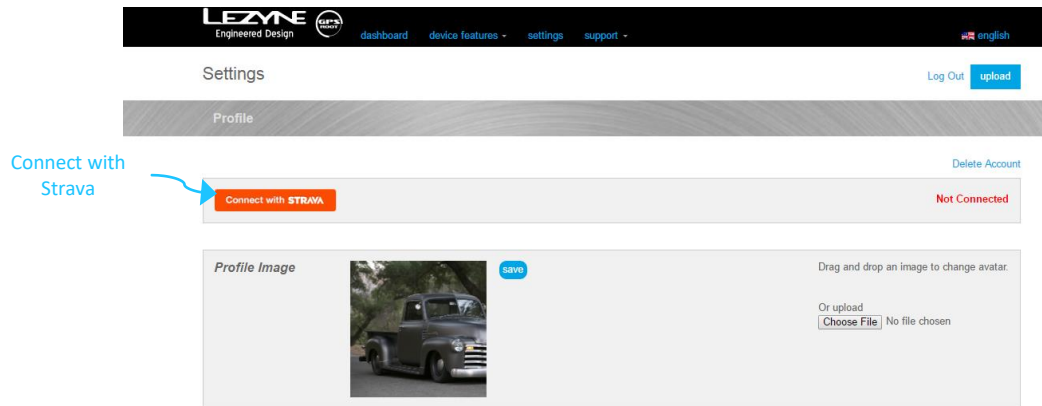 LEZYNE GPS ROOT
Engineered Design
dashboard device features settings support english
Settings
Log Out upload
Profile
Delete Account
Connect with
Strava
Connect with STRAVA
Not Connected
Profile Image
save
Drag and drop an image to change avatar.
Or upload
Choose File No file chosen